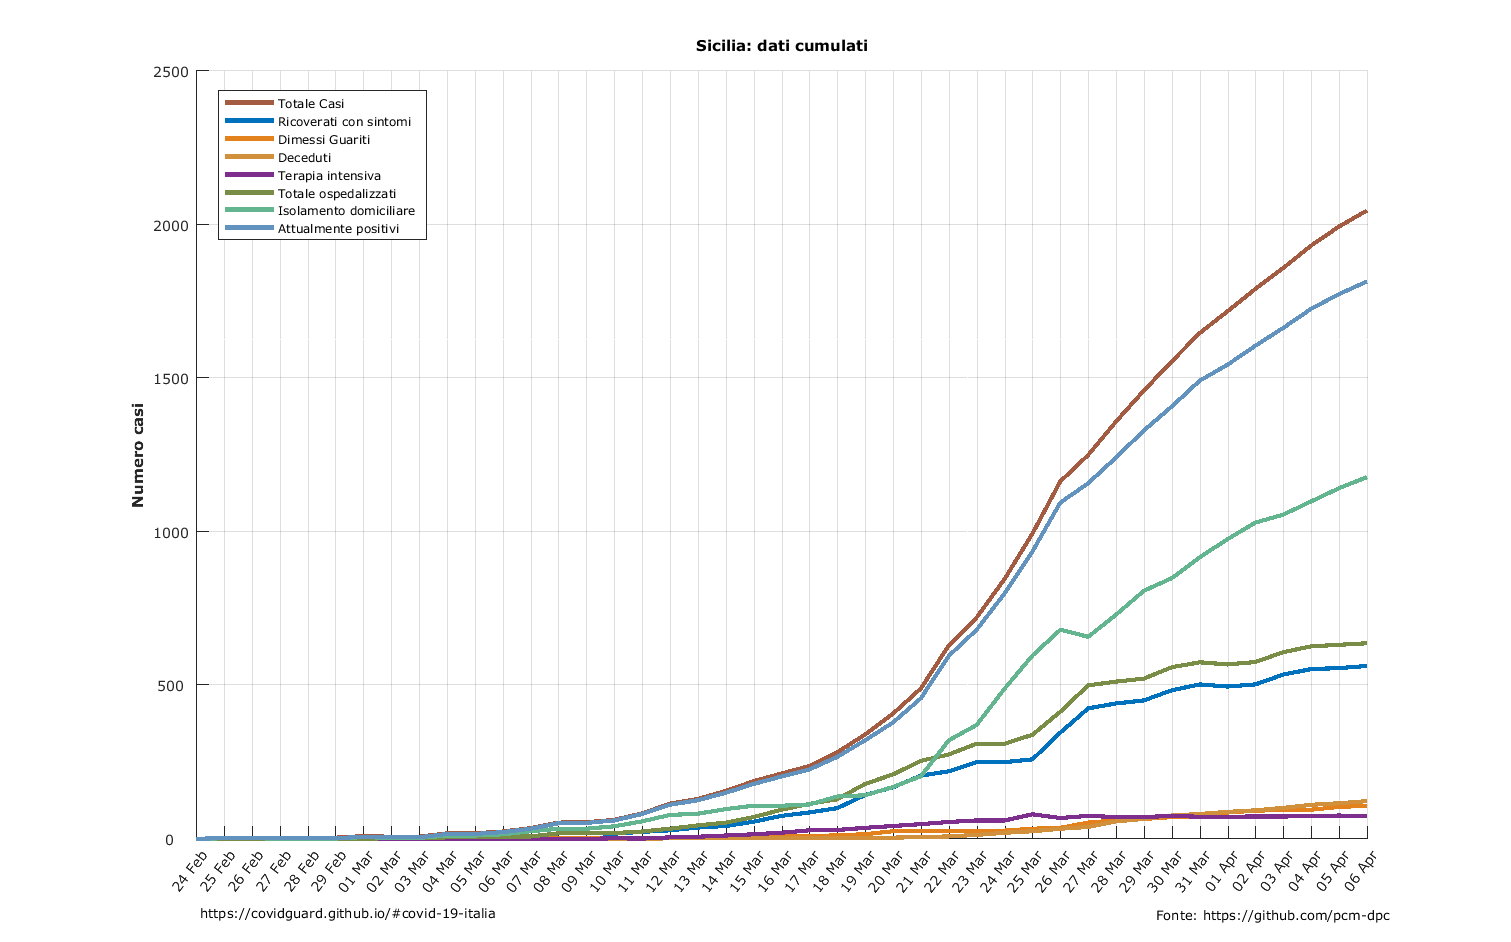 Sicilia: dati cumulati
2500
2000
1500
1000
500
0
Numero casi
Totale Casi
Ricoverati con sintomi
Dimessi Guariti
Deceduti
Terapia intensiva
Totale ospedalizzati
Isolamento domiciliare
Attualmente positivi
24 Feb
25 Feb
26 Feb
27 Feb
28 Feb
29 Feb
01 Mar
02 Mar
03 Mar
04 Mar
05 Mar
06 Mar
07 Mar
08 Mar
09 Mar
10 Mar
11 Mar
12 Mar
13 Mar
14 Mar
15 Mar
16 Mar
17 Mar
18 Mar
19 Mar
20 Mar
21 Mar
22 Mar
23 Mar
24 Mar
25 Mar
26 Mar
27 Mar
28 Mar
29 Mar
30 Mar
31 Mar
01 Apr
02 Apr
03 Apr
04 Apr
05 Apr
06 Apr
https://covidguard.github.io/#covid-19-italia
Fonte: https://github.com/pcm-dpc